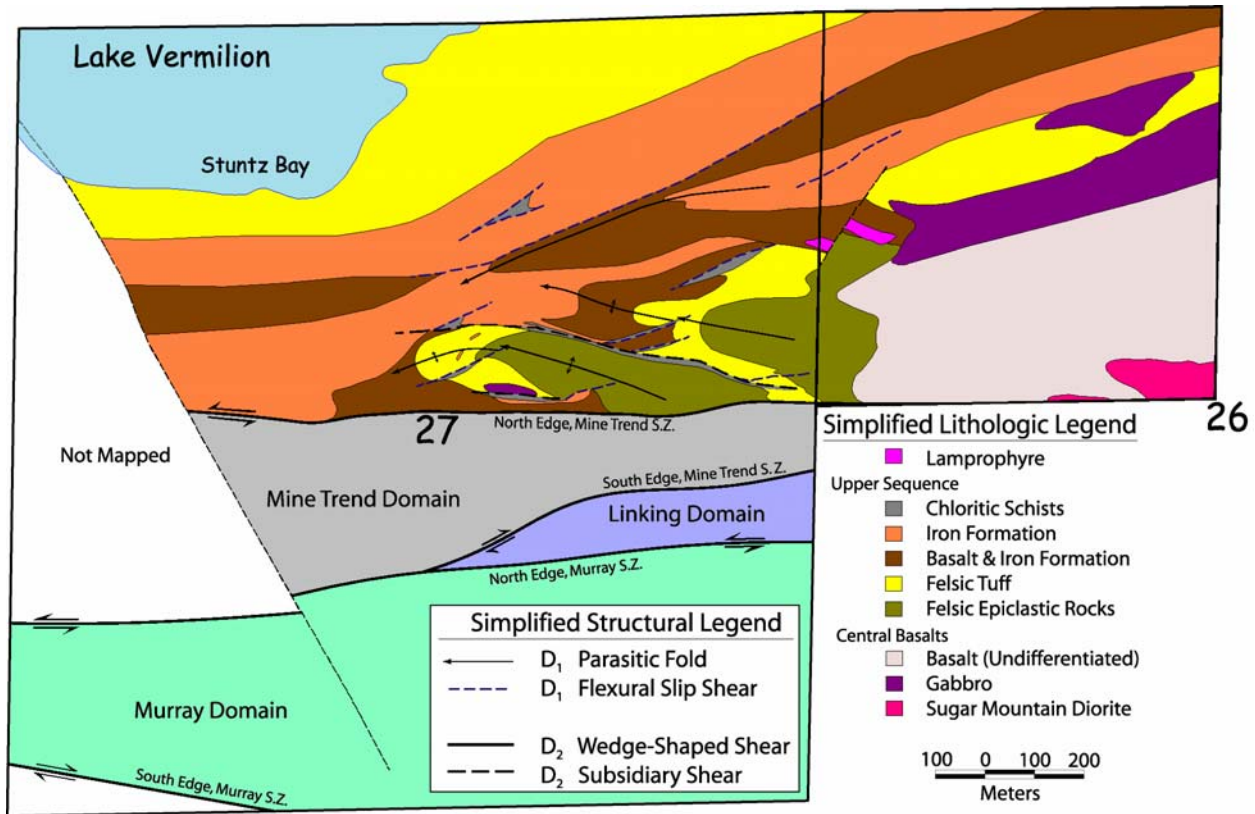 Lake Vermilion
Stuntz Bay
27
North Edge, Mine Trend S.Z.
26
Not Mapped
Mine Trend Domain
South Edge, Mine Trend S.Z.
Linking Domain
North Edge, Murray S.Z.
Murray Domain
South Edge, Murray S.Z.
Simplified Structural Legend
D1 Parasitic Fold
D1 Flexural Slip Shear
D2 Wedge-Shaped Shear
D2 Subsidiary Shear
Simplified Lithologic Legend
Lamprophyre
Upper Sequence
Chloritic Schists
Iron Formation
Basalt & Iron Formation
Felsic Tuff
Felsic Epiclastic Rocks
Central Basalts
Basalt (Undifferentiated)
Gabbro
Sugar Mountain Diorite
100 0 100 200
Meters